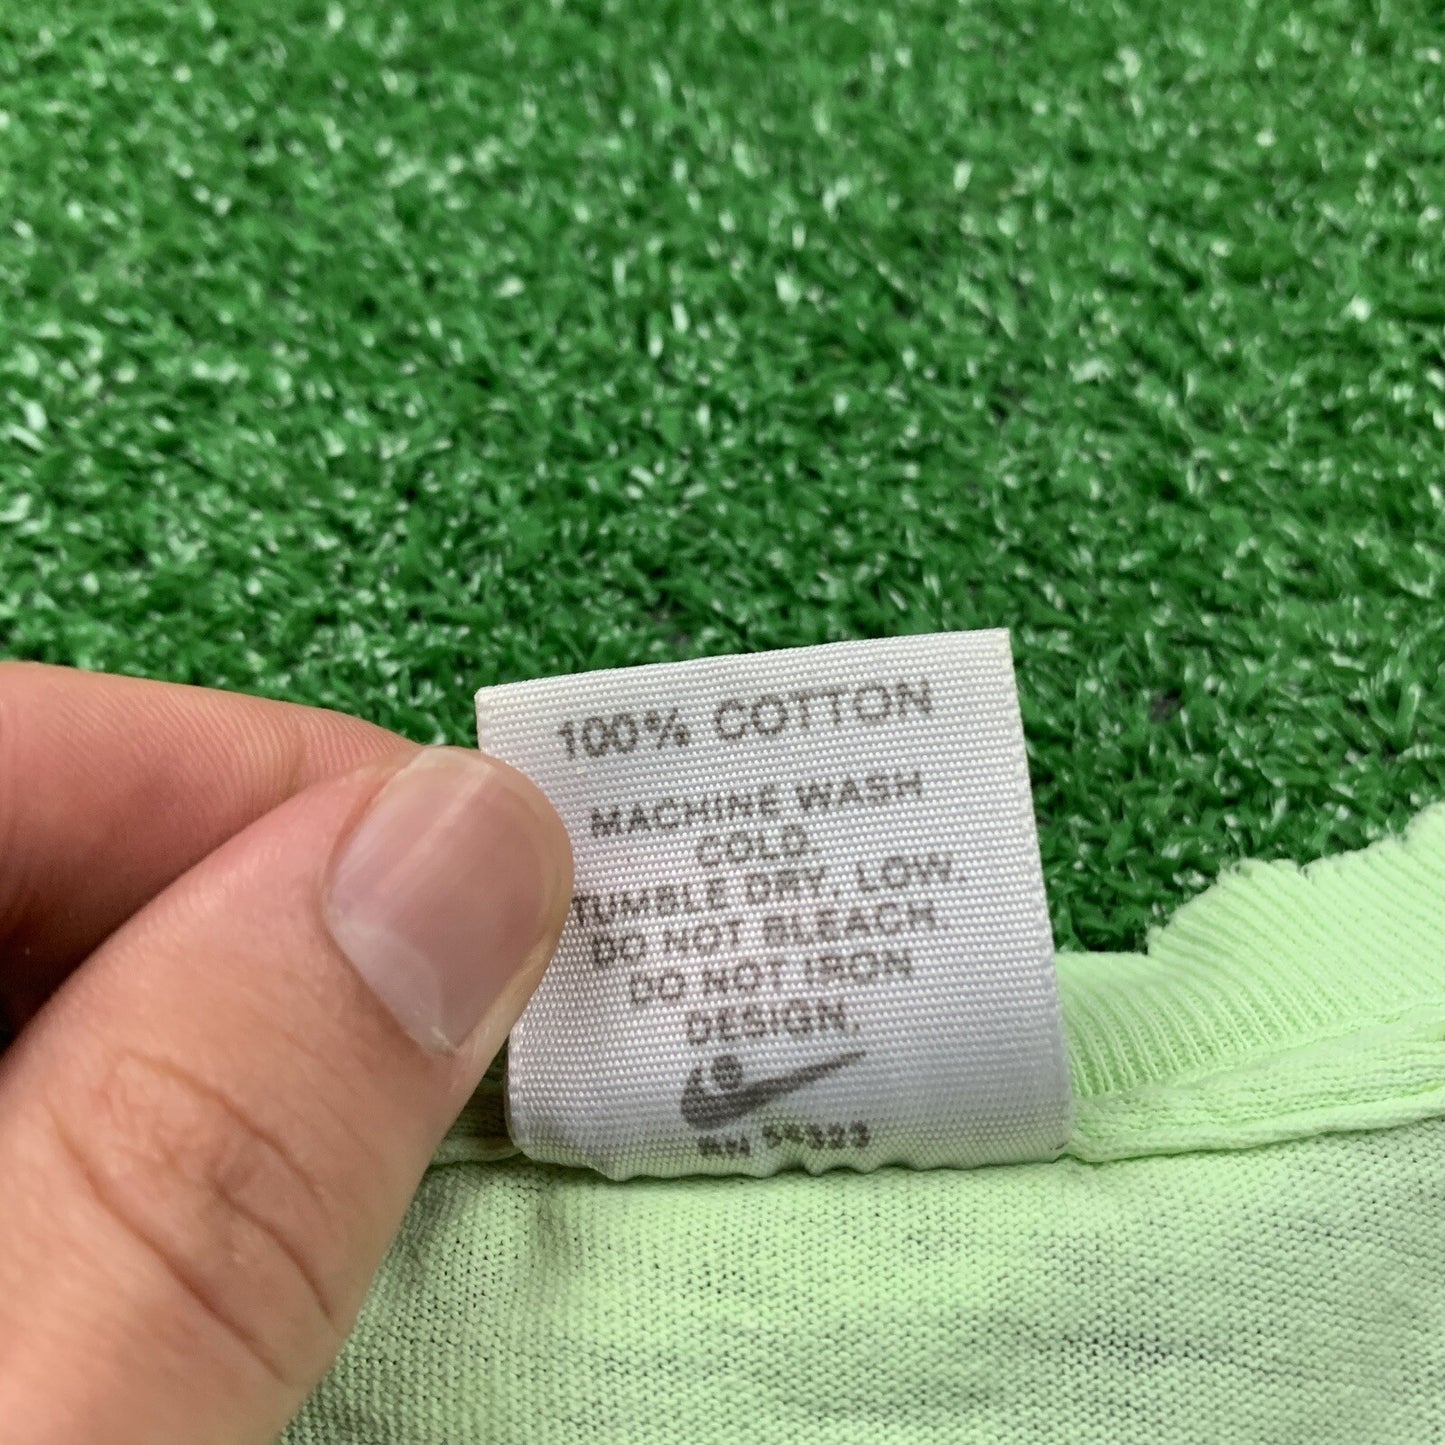 100% COTTON
MACHINE WASH
COLD.
TUMBLE DRY, LOW.
DO NOT BLEACH.
DO NOT IRON
DESIGN.
RN 56323